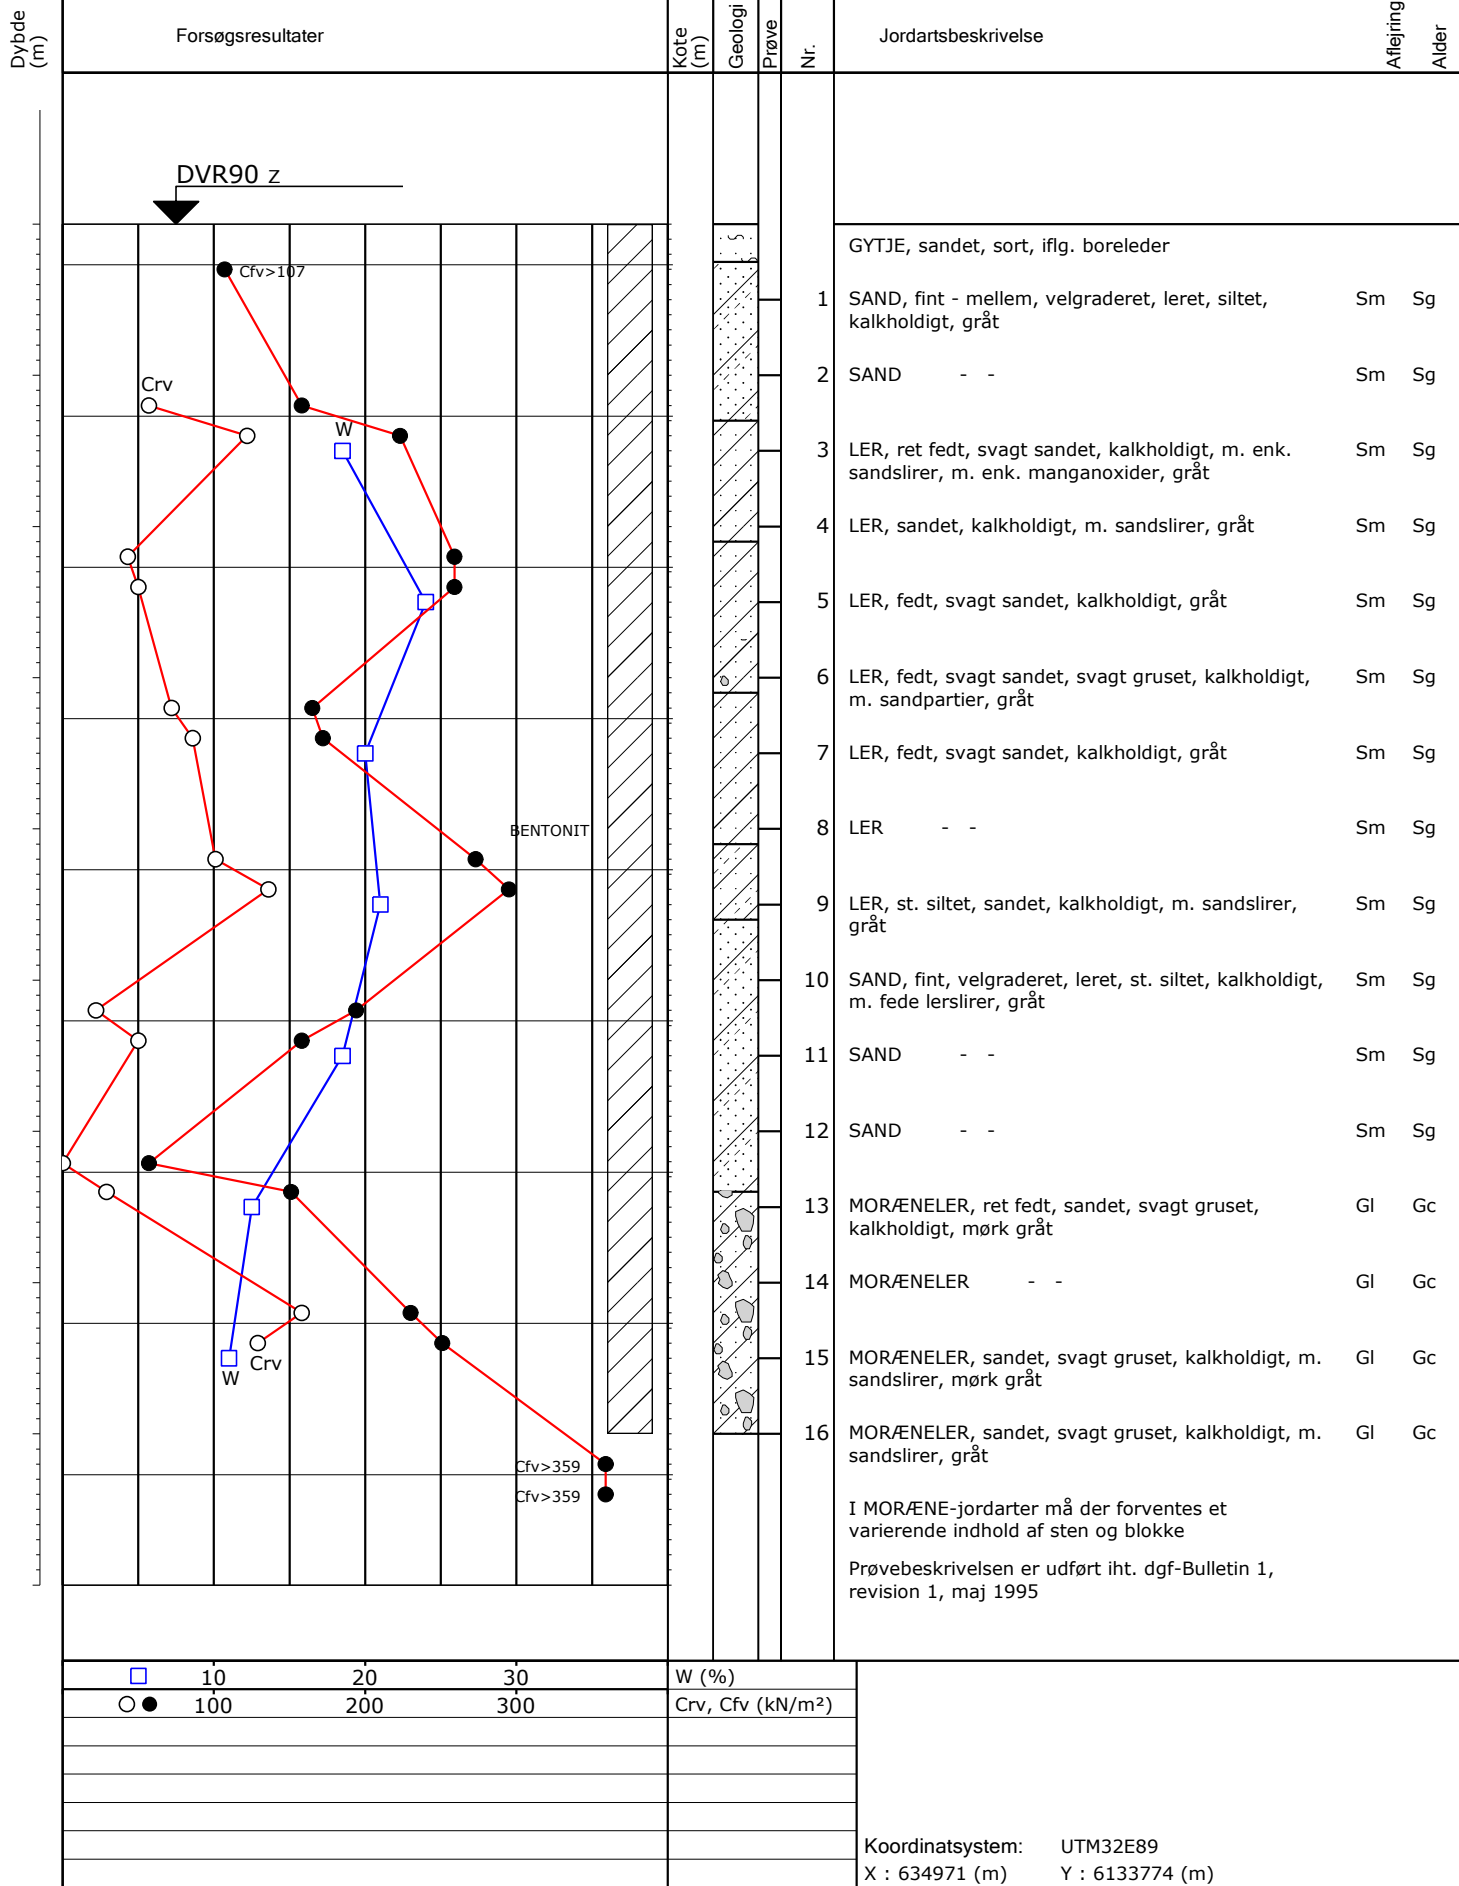 Dybde
(m)
Forsøgsresultater
Kote
(m)
Geologi
Prøve
Nr.
Jordartsbeskrivelse
Aflejring
Alder
DVR90 z
GYTJE, sandet, sort, iflg. boreleder
Cfv>107
1 SAND, fint - mellem, velgraderet, leret, siltet, Sm Sg
kalkholdigt, gråt
2 SAND - - Sm Sg
Crv
W
3 LER, ret fedt, svagt sandet, kalkholdigt, m. enk. Sm Sg
sandslirer, m. enk. manganoxider, gråt
4 LER, sandet, kalkholdigt, m. sandslirer, gråt Sm Sg
5 LER, fedt, svagt sandet, kalkholdigt, gråt Sm Sg
6 LER, fedt, svagt sandet, svagt gruset, kalkholdigt, Sm Sg
m. sandpartier, gråt
7 LER, fedt, svagt sandet, kalkholdigt, gråt Sm Sg
BENTONIT
8 LER - - Sm Sg
9 LER, st. siltet, sandet, kalkholdigt, m. sandslirer, Sm Sg
gråt
10 SAND, fint, velgraderet, leret, st. siltet, kalkholdigt, Sm Sg
m. fede lerslirer, gråt
11 SAND - - Sm Sg
12 SAND - - Sm Sg
13 MORÆNELER, ret fedt, sandet, svagt gruset, Gl Gc
kalkholdigt, mørk gråt
14 MORÆNELER - - Gl Gc
15 MORÆNELER, sandet, svagt gruset, kalkholdigt, m. Gl Gc
sandslirer, mørk gråt
Crv
W
16 MORÆNELER, sandet, svagt gruset, kalkholdigt, m. Gl Gc
sandslirer, gråt
Cfv>359
Cfv>359
I MORÆNE-jordarter må der forventes et
varierende indhold af sten og blokke
Prøvebeskrivelsen er udført iht. dgf-Bulletin 1,
revision 1, maj 1995
10 20 30 W (%)
100 200 300 Crv, Cfv (kN/m²)
Koordinatsystem: UTM32E89
X : 634971 (m) Y : 6133774 (m)